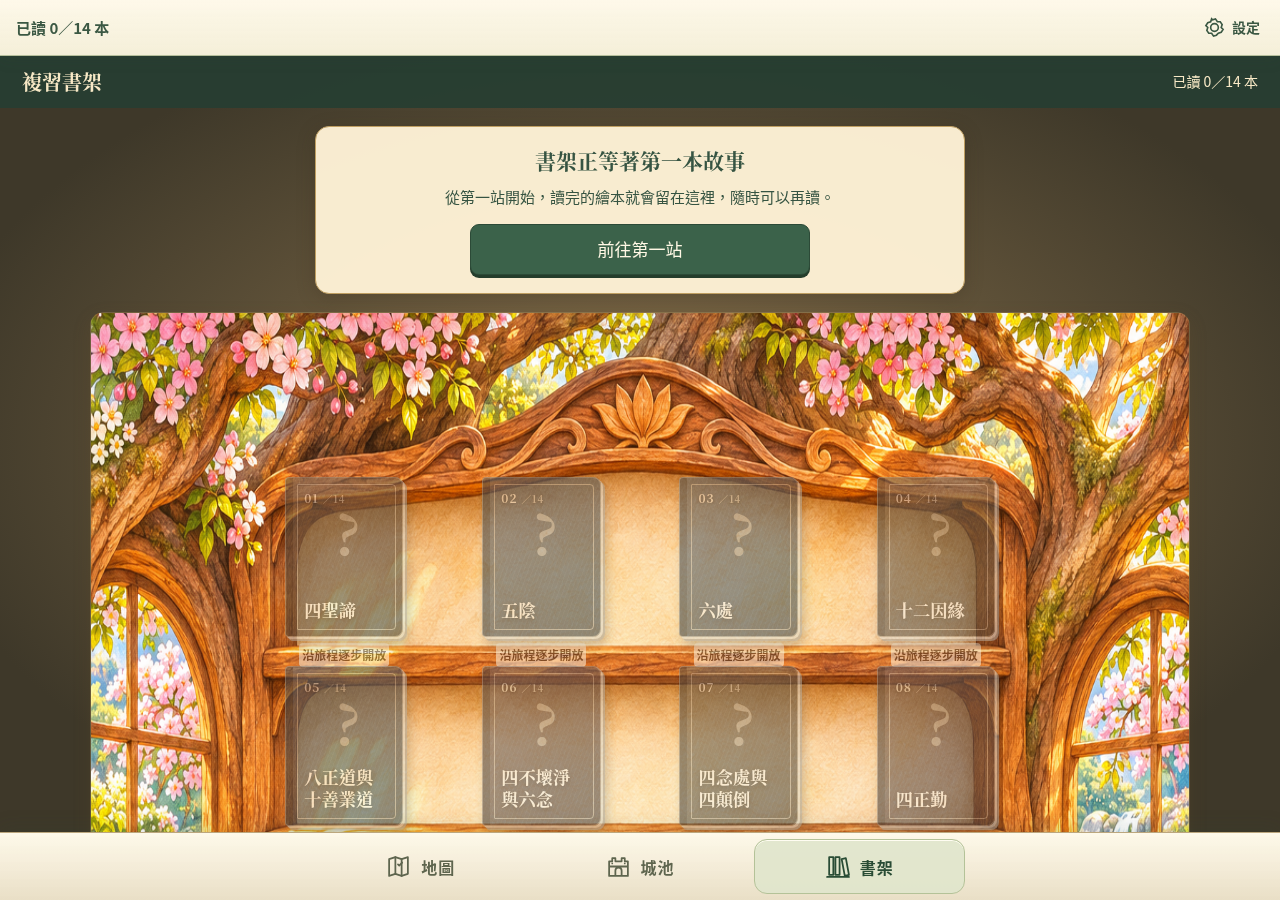 已讀 0／14 本
設定
複習書架
已讀 0／14 本
書架正等著第一本故事
從第一站開始，讀完的繪本就會留在這裡，隨時可以再讀。
前往第一站
01 ／14
?
四聖諦
沿旅程逐步開放
02 ／14
?
五陰
沿旅程逐步開放
03 ／14
?
六處
沿旅程逐步開放
04 ／14
?
十二因緣
沿旅程逐步開放
05 ／14
?
八正道與
十善業道
06 ／14
?
四不壞淨
與六念
07 ／14
?
四念處與
四顛倒
08 ／14
?
四正勤
地圖
城池
書架